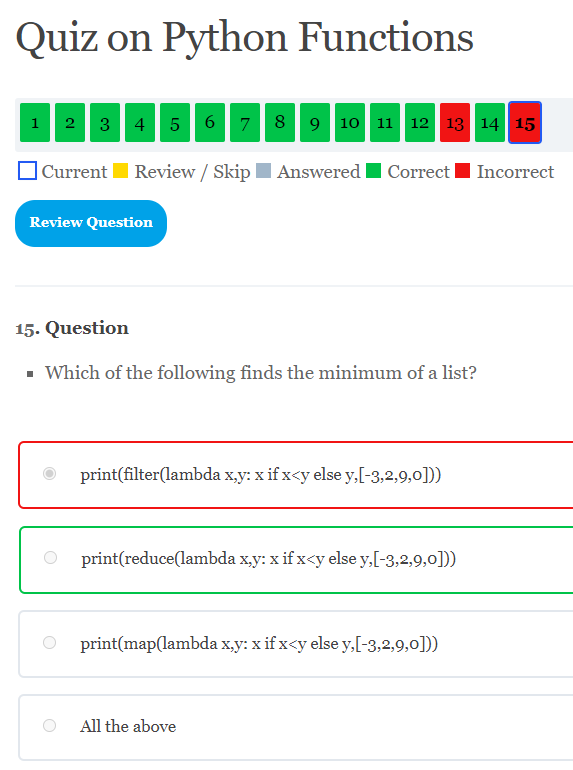 Quiz on Python Functions
1 2 3 4 5 6 7 8 9 10 11 12 13 14 15
Current Review / Skip Answered Correct Incorrect
Review Question
15. Question
Which of the following finds the minimum of a list?
print(filter(lambda x,y: x if x<y else y,[-3,2,9,0]))
print(reduce(lambda x,y: x if x<y else y,[-3,2,9,0]))
print(map(lambda x,y: x if x<y else y,[-3,2,9,0]))
All the above